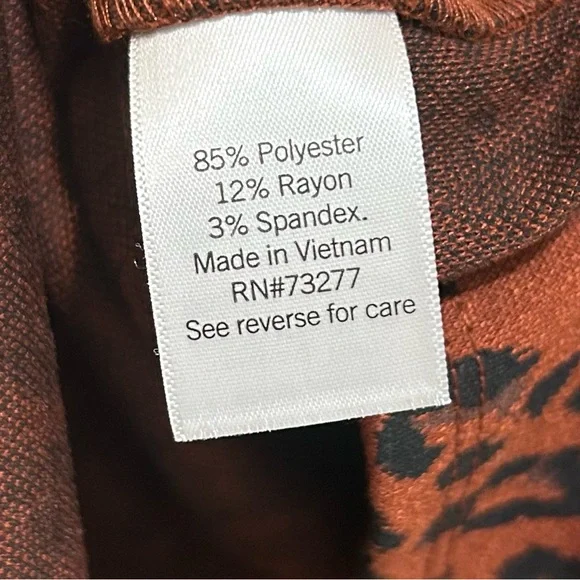 85% Polyester
12% Rayon
3% Spandex.
Made in Vietnam
RN#73277
See reverse for care